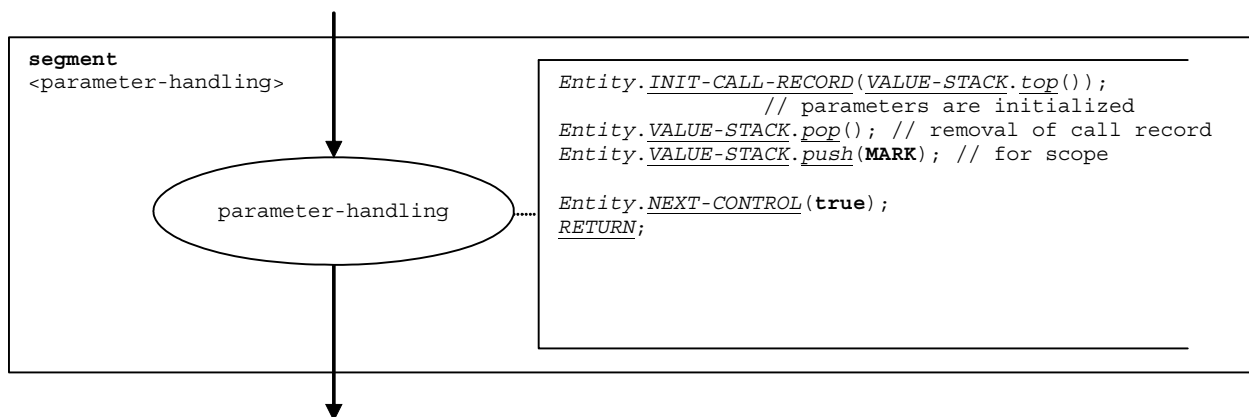 segment
<parameter-handling>
Entity.INIT-CALL-RECORD(VALUE-STACK.top());
// parameters are initialized
Entity.VALUE-STACK.pop(); // removal of call record
Entity.VALUE-STACK.push(MARK); // for scope
parameter-handling
Entity.NEXT-CONTROL(true);
RETURN;